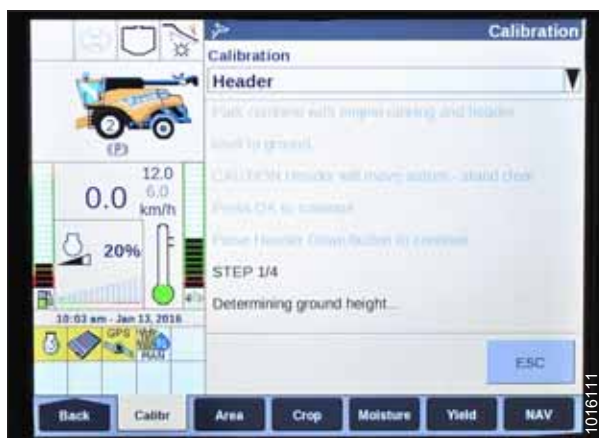 Calibration
Calibration
Header
Park combine with engine running and header
level to ground.
CAUTION Header will move
Press OK to continue
Press Header Down button to continue
STEP 1/4
Determining ground height...
ESC
2
(P)
12.0
6.0
0.0 km/h
20%
10:03 am - Jan 13, 2016
GPS
MAN
Back
Calibr
Area
Crop
Moisture
Yield
NAV
1016111